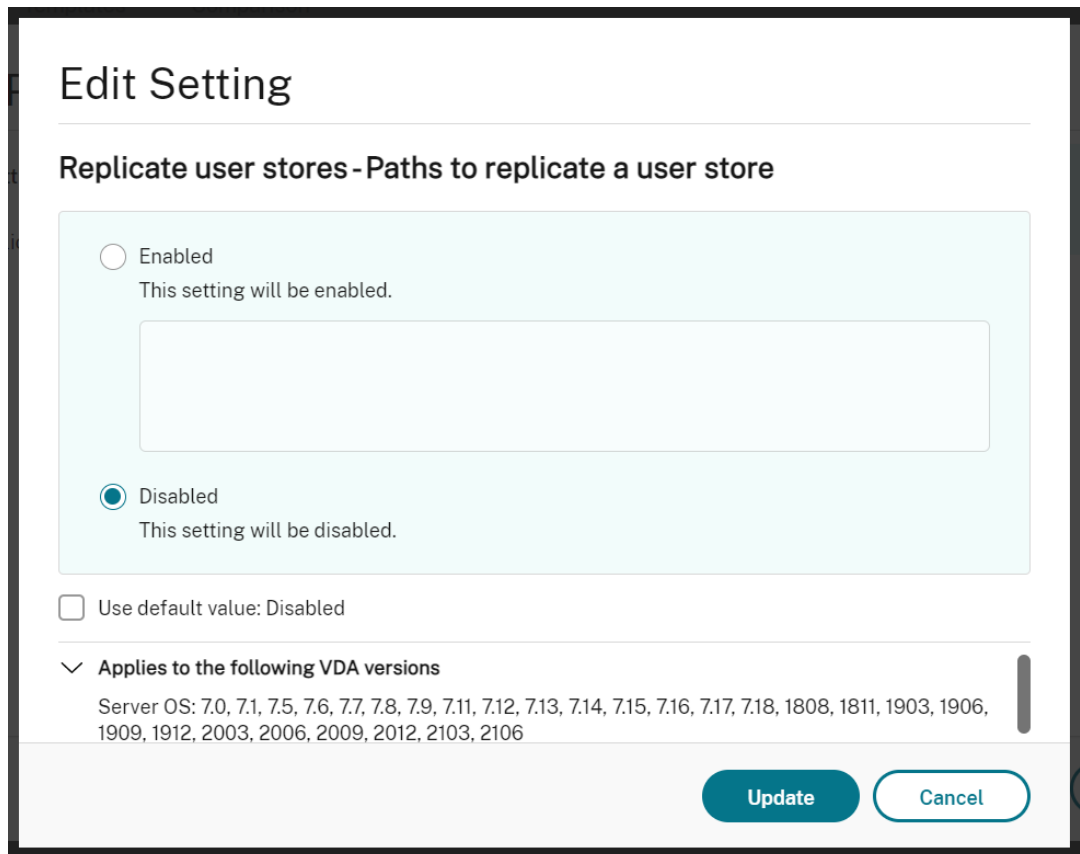 Edit Setting
Replicate user stores - Paths to replicate a user store
Enabled
This setting will be enabled.
Disabled
This setting will be disabled.
Use default value: Disabled
Applies to the following VDA versions
Server OS: 7.0, 7.1, 7.5, 7.6, 7.7, 7.8, 7.9, 7.11, 7.12, 7.13, 7.14, 7.15, 7.16, 7.17, 7.18, 1808, 1811, 1903, 1906,
1909, 1912, 2003, 2006, 2009, 2012, 2103, 2106
Update
Cancel